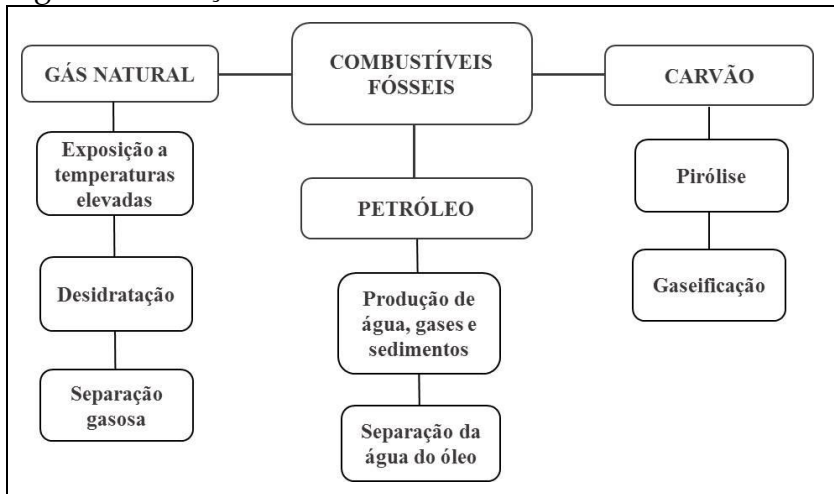 GÁS NATURAL
COMBUSTÍVEIS
FÓSSEIS
CARVÃO
Exposição a
temperaturas
elevadas
Desidratação
Separação
gasosa
PETRÓLEO
Produção de
água, gases e
sedimentos
Separação da
água do óleo
Pirólise
Gaseificação